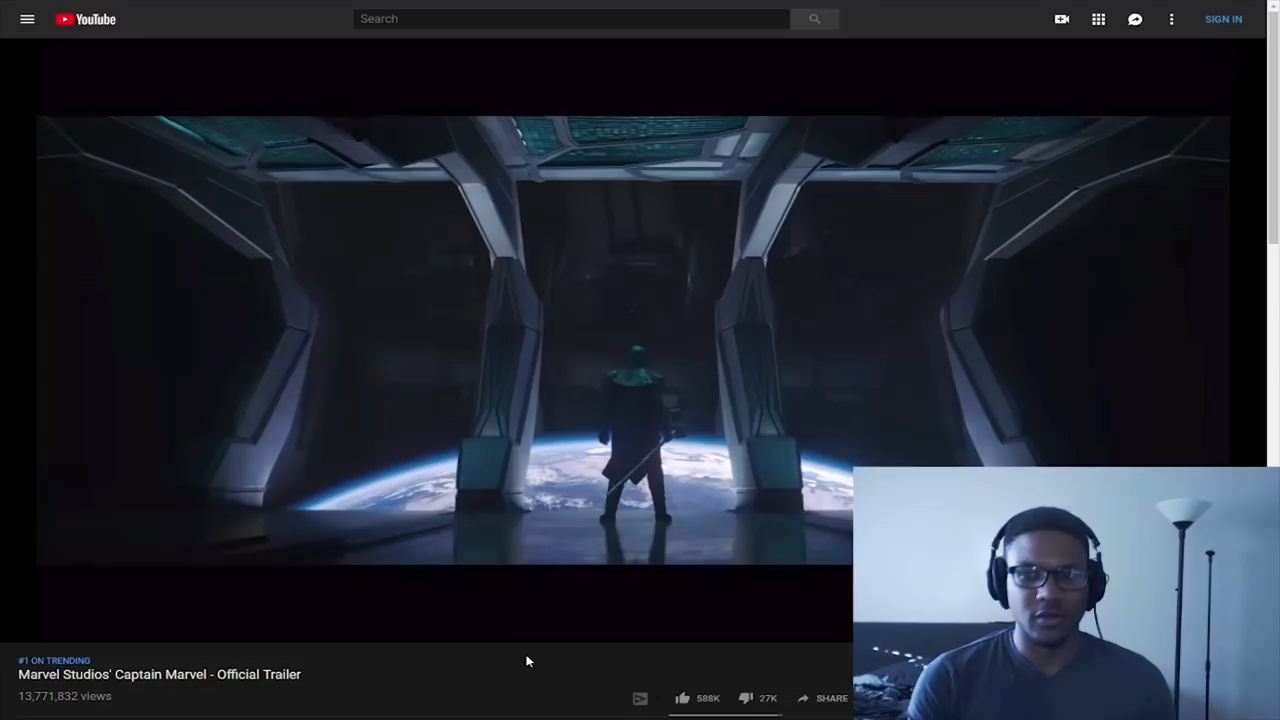 YouTube
Search
SIGN IN
#1 ON TRENDING
Marvel Studios' Captain Marvel - Official Trailer
13,771,832 views
588K
27K
SHARE